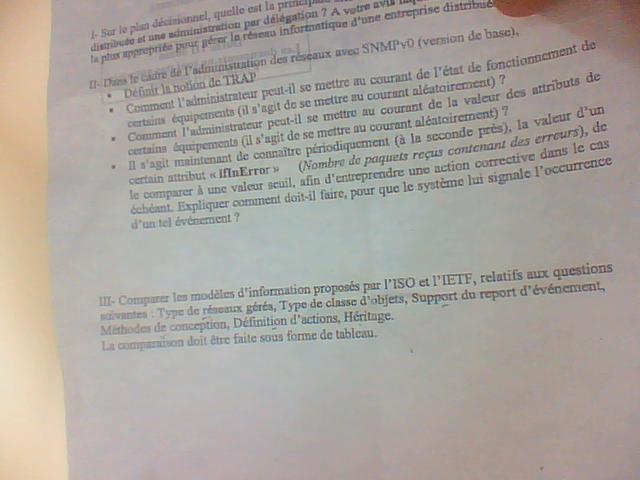 I- Sur le plan décisionnel, quelle est la principale
distribuée et une administration par délégation ? A votre avis
la plus appropriée pour gérer le réseau informatique d'une entreprise distribuée
II- Dans le cadre de l'administration des réseaux avec SNMPv0 (version de base),
• Définir la notion de TRAP
• Comment l'administrateur peut-il se mettre au courant de l'état de fonctionnement de
certains équipements (il s'agit de se mettre au courant aléatoirement) ?
• Comment l'administrateur peut-il se mettre au courant de la valeur des attributs de
certains équipements (il s'agit de se mettre au courant aléatoirement) ?
• Il s'agit maintenant de connaître périodiquement (à la seconde près), la valeur d'un
certain attribut « ifInError » (Nombre de paquets reçus contenant des erreurs), de
le comparer à une valeur seuil, afin d'entreprendre une action corrective dans le cas
échéant. Expliquer comment doit-il faire, pour que le système lui signale l'occurrence
d'un tel événement ?
III- Comparer les modèles d'information proposés par l'ISO et l'IETF, relatifs aux questions
suivantes : Type de réseaux gérés, Type de classe d'objets, Support du report d'événement,
Méthodes de conception, Définition d'actions, Héritage.
La comparaison doit être faite sous forme de tableau.